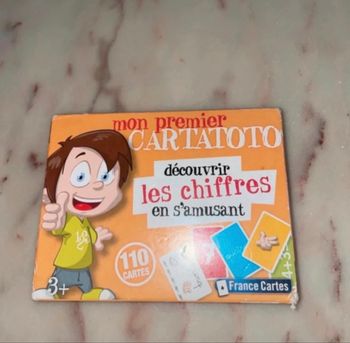 mon premier
CARTATOTO
découvrir
les chiffres
en s'amusant
110
CARTES
3+
France Cartes